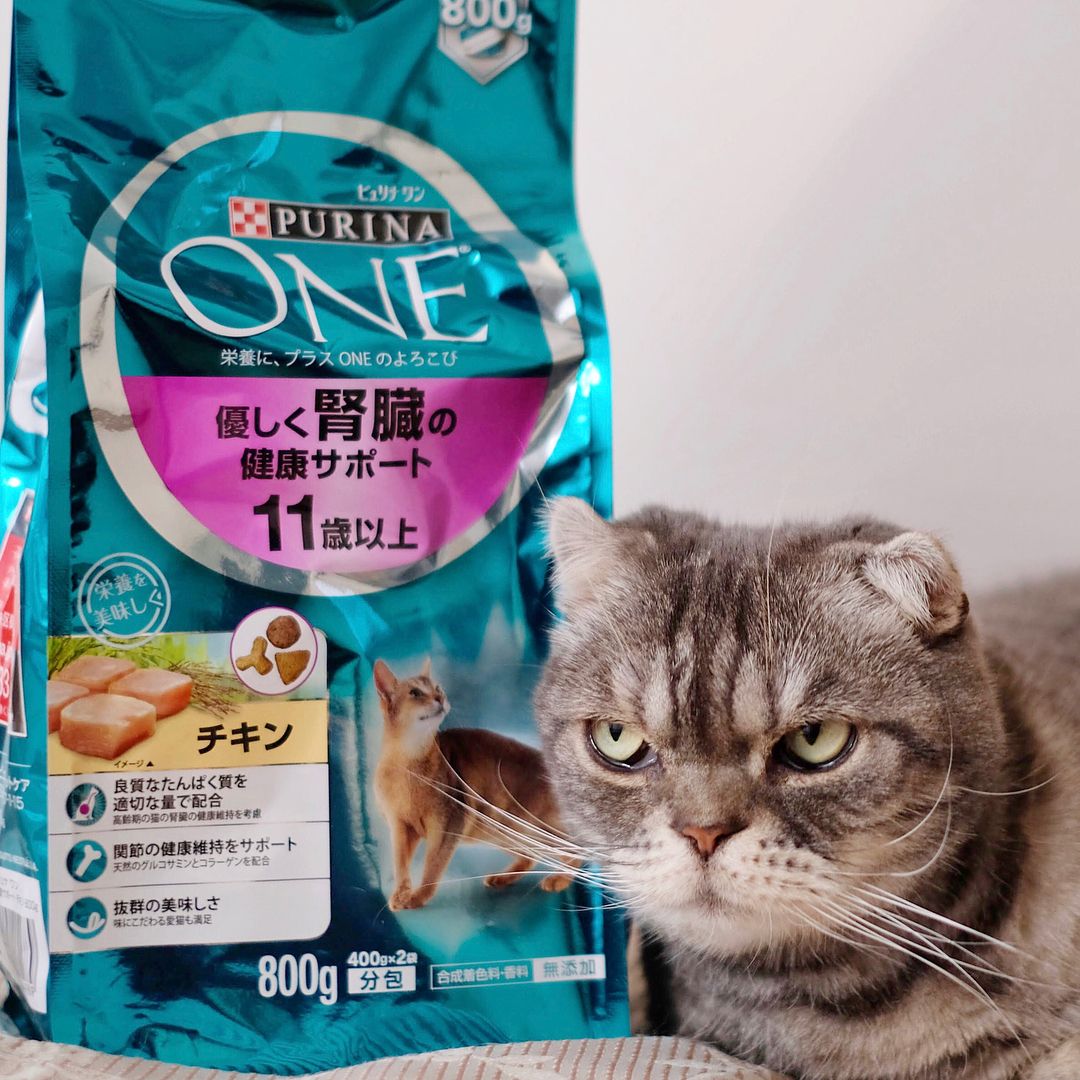 800g
ピュリナ ワン
PURINA
ONE®
栄養に、プラス ONE のよろこび
優しく腎臓の
健康サポート
11歳以上
栄養を
美味しく
チキン
イメージ▲
良質なたんぱく質を
適切な量で配合
高齢期の猫の腎臓の健康維持を考慮
関節の健康維持をサポート
天然のグルコサミンとコラーゲンを配合
抜群の美味しさ
味にこだわる愛猫も満足
800g
400g×2袋
分包
合成着色料・香料 無添加